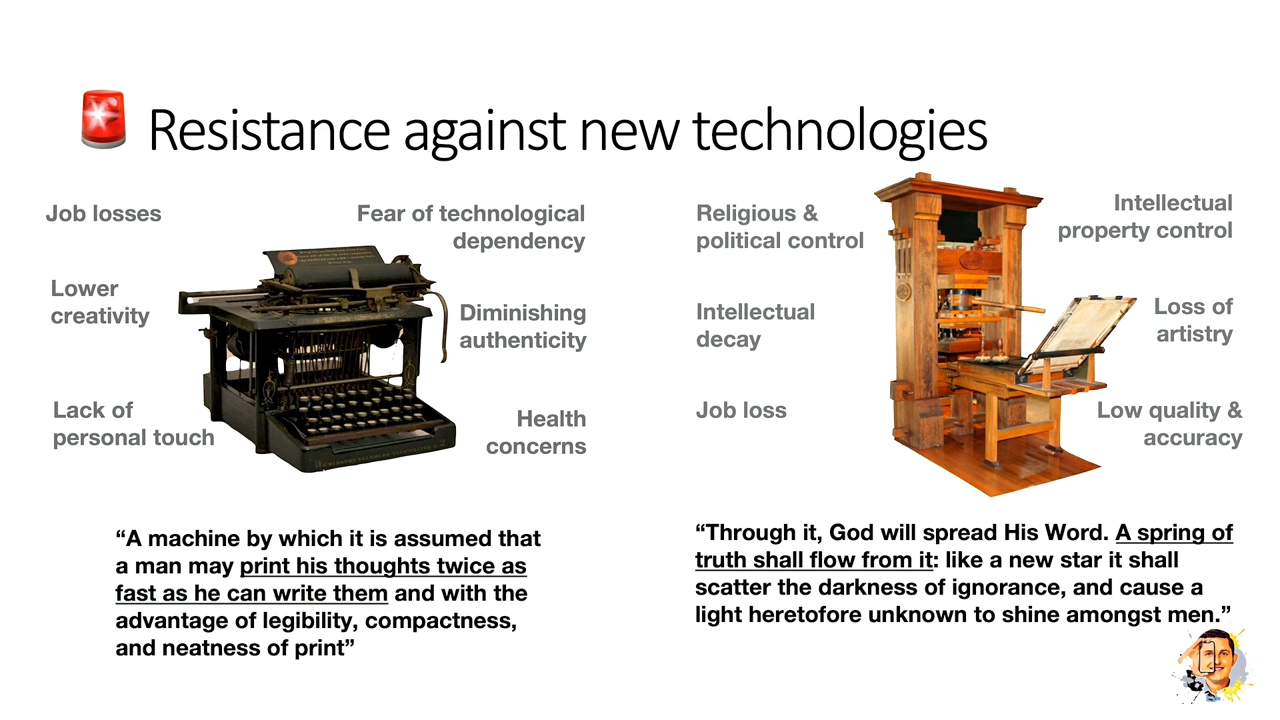 Resistance against new technologies
Job losses
Fear of technological
dependency
Lower
creativity
Diminishing
authenticity
Lack of
personal touch
Health
concerns
“A machine by which it is assumed that
a man may print his thoughts twice as
fast as he can write them and with the
advantage of legibility, compactness,
and neatness of print”
Religious &
political control
Intellectual
property control
Intellectual
decay
Loss of
artistry
Job loss
Low quality &
accuracy
“Through it, God will spread His Word. A spring of
truth shall flow from it: like a new star it shall
scatter the darkness of ignorance, and cause a
light heretofore unknown to shine amongst men.”